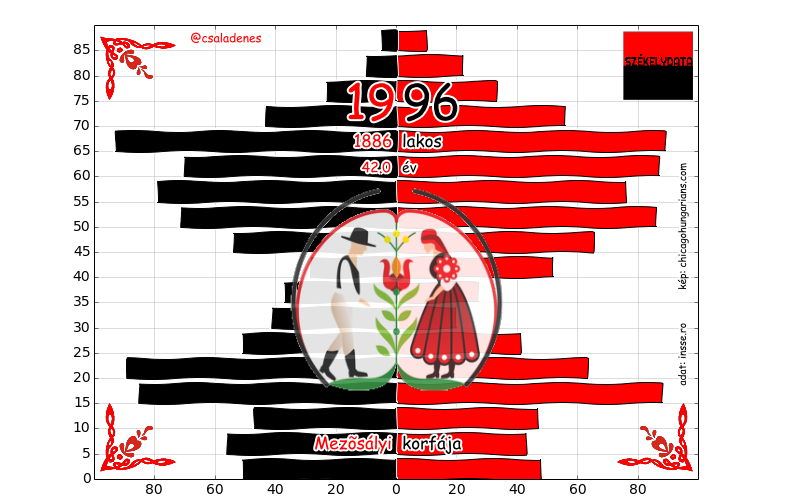 @csaladenes
SZÉKELYDATA
1996
1886 lakos
42.0 év
kép: chicagohungarians.com
adat: insse.ro
Mezősályi korfája
85
80
75
70
65
60
55
50
45
40
35
30
25
20
15
10
5
0
80 60 40 20 0 20 40 60 80